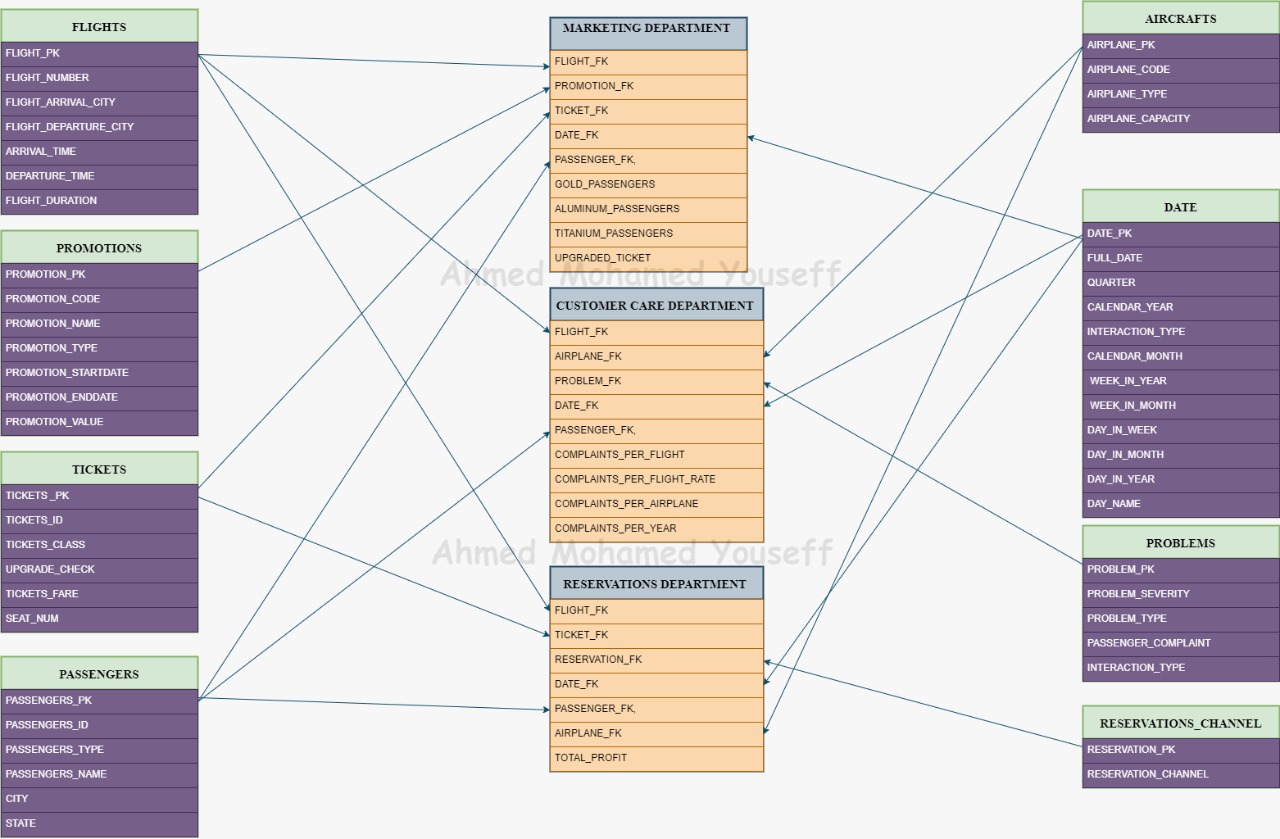 FLIGHTS
FLIGHT_PK
FLIGHT_NUMBER
FLIGHT_ARRIVAL_CITY
FLIGHT_DEPARTURE_CITY
ARRIVAL_TIME
DEPARTURE_TIME
FLIGHT_DURATION
PROMOTIONS
PROMOTION_PK
PROMOTION_CODE
PROMOTION_NAME
PROMOTION_TYPE
PROMOTION_STARTDATE
PROMOTION_ENDDATE
PROMOTION_VALUE
TICKETS
TICKETS _PK
TICKETS_ID
TICKETS_CLASS
UPGRADE_CHECK
TICKETS_FARE
SEAT_NUM
PASSENGERS
PASSENGERS_PK
PASSENGERS_ID
PASSENGERS_TYPE
PASSENGERS_NAME
CITY
STATE
MARKETING DEPARTMENT
FLIGHT_FK
PROMOTION_FK
TICKET_FK
DATE_FK
PASSENGER_FK,
GOLD_PASSENGERS
ALUMINUM_PASSENGERS
TITANIUM_PASSENGERS
UPGRADED_TICKET
Ahmed Mohamed Youseff
CUSTOMER CARE DEPARTMENT
FLIGHT_FK
AIRPLANE_FK
PROBLEM_FK
DATE_FK
PASSENGER_FK,
COMPLAINTS_PER_FLIGHT
COMPLAINTS_PER_FLIGHT_RATE
COMPLAINTS_PER_AIRPLANE
COMPLAINTS_PER_YEAR
Ahmed Mohamed Youseff
RESERVATIONS DEPARTMENT
FLIGHT_FK
TICKET_FK
RESERVATION_FK
DATE_FK
PASSENGER_FK,
AIRPLANE_FK
TOTAL_PROFIT
AIRCRAFTS
AIRPLANE_PK
AIRPLANE_CODE
AIRPLANE_TYPE
AIRPLANE_CAPACITY
DATE
DATE_PK
FULL_DATE
QUARTER
CALENDAR_YEAR
INTERACTION_TYPE
CALENDAR_MONTH
WEEK_IN_YEAR
WEEK_IN_MONTH
DAY_IN_WEEK
DAY_IN_MONTH
DAY_IN_YEAR
DAY_NAME
PROBLEMS
PROBLEM_PK
PROBLEM_SEVERITY
PROBLEM_TYPE
PASSENGER_COMPLAINT
INTERACTION_TYPE
RESERVATIONS_CHANNEL
RESERVATION_PK
RESERVATION_CHANNEL